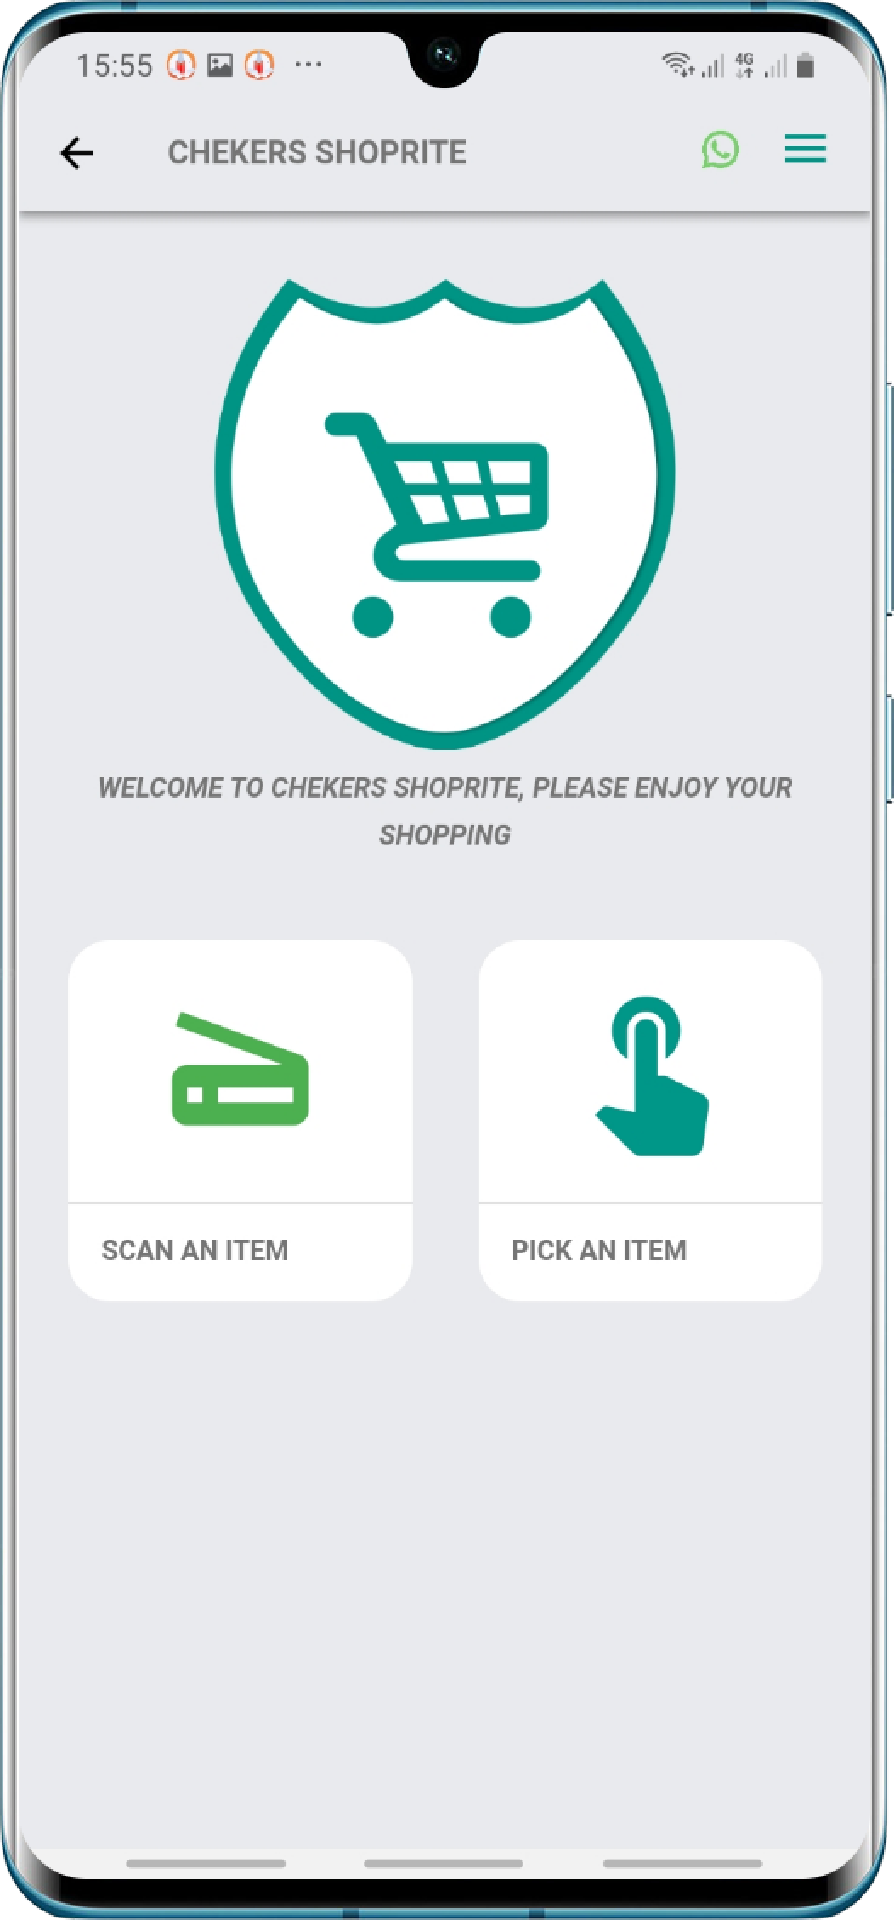 15:55
4G
CHEKERS SHOPRITE
WELCOME TO CHEKERS SHOPRITE, PLEASE ENJOY YOUR
SHOPPING
SCAN AN ITEM
PICK AN ITEM